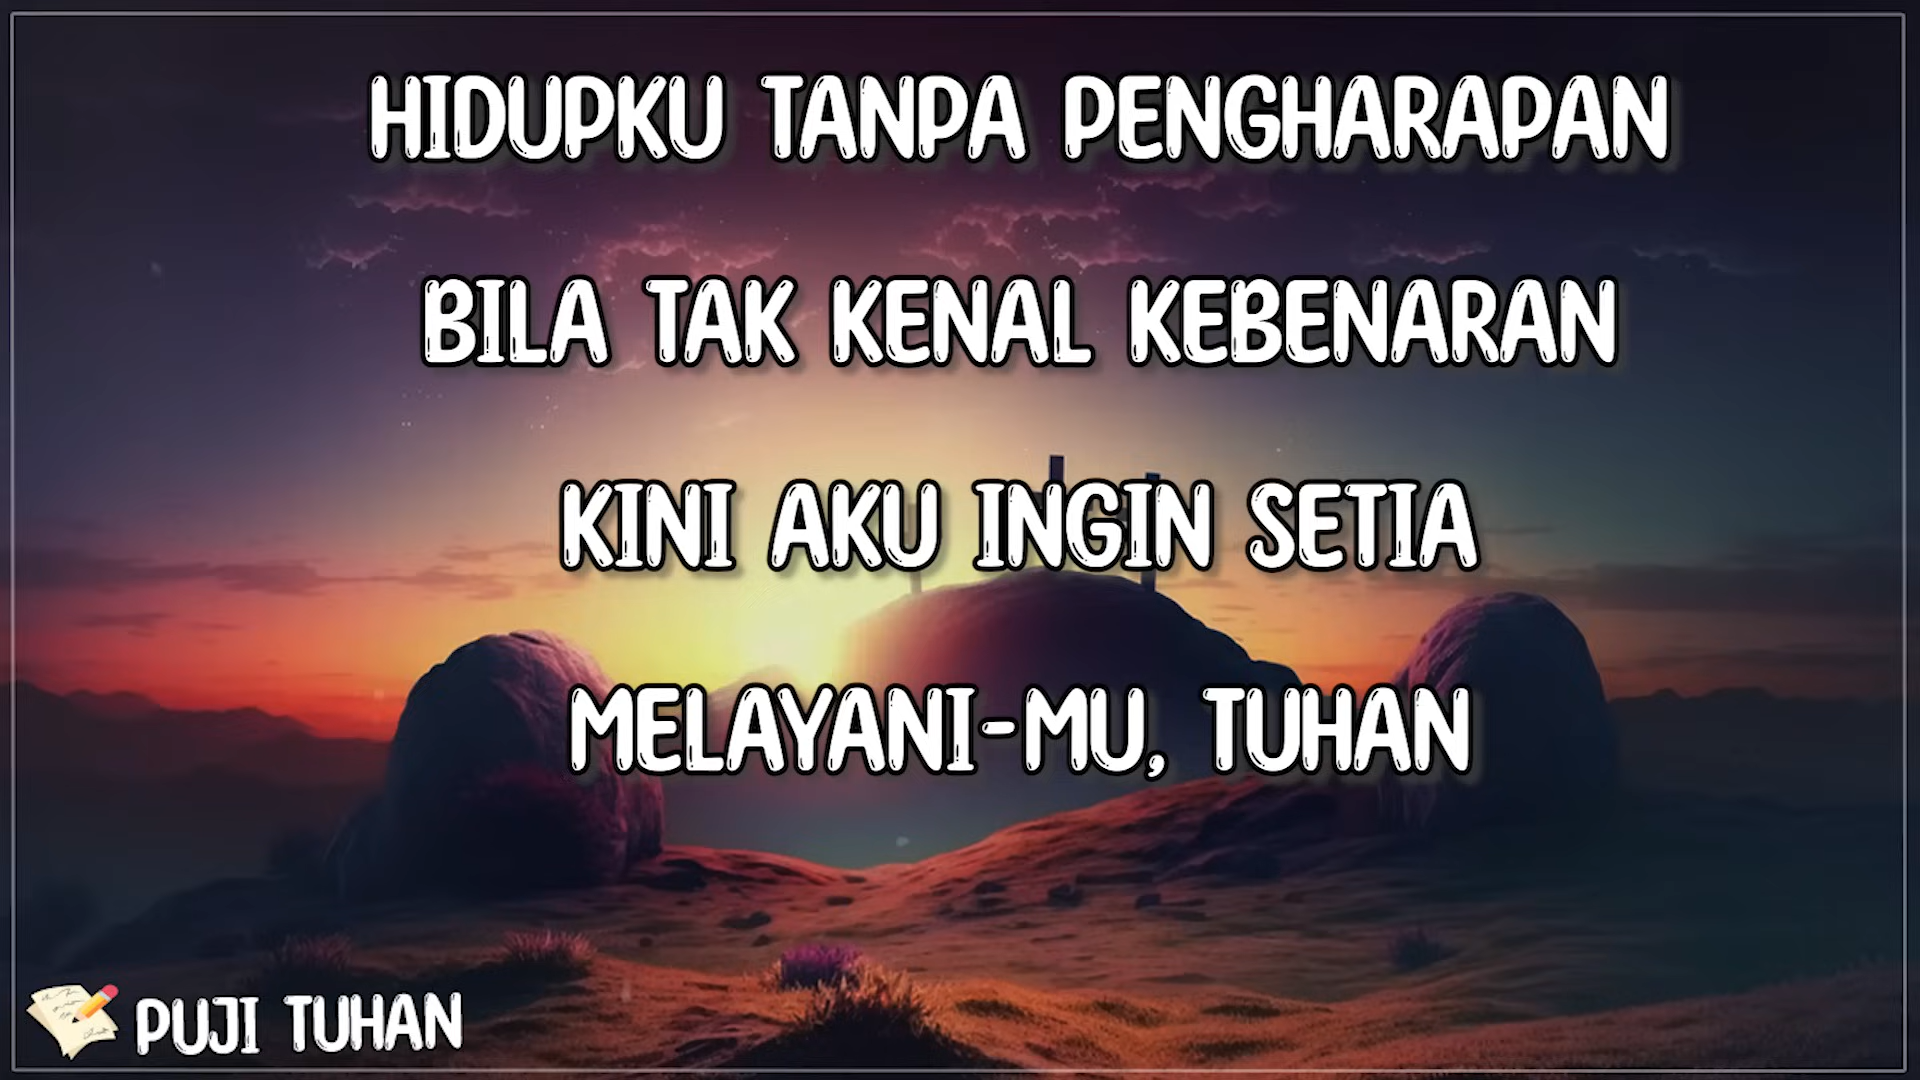 HIDUPKU TANPA PENGHARAPAN
BILA TAK KENAL KEBENARAN
KINI AKU INGIN SETIA
MELAYANI-MU, TUHAN
PUJI TUHAN